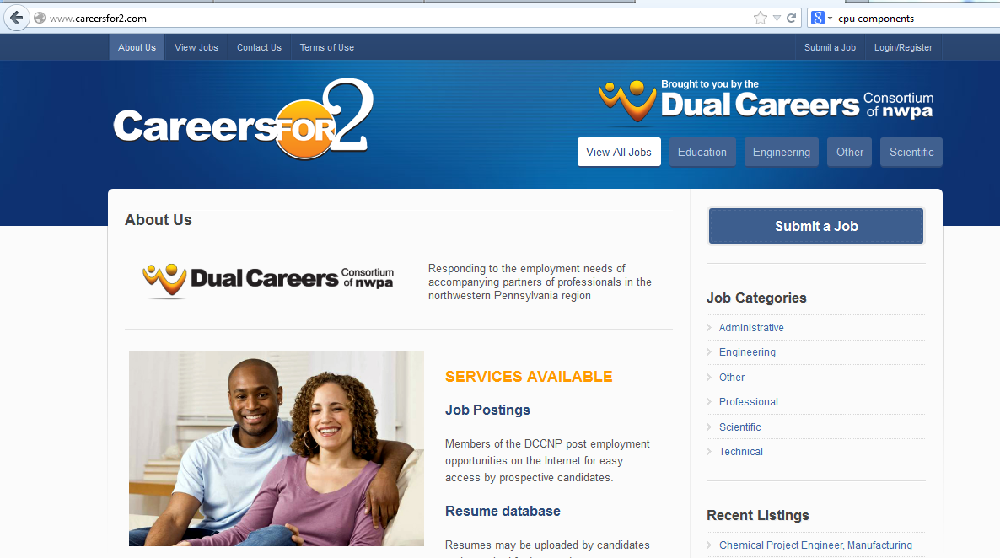 www.careersfor2.com
cpu components
About Us
View Jobs
Contact Us
Terms of Use
Submit a Job
Login/Register
CareersFOR2
Brought to you by the
Dual Careers Consortium of nwpa
View All Jobs
Education
Engineering
Other
Scientific
About Us
Dual Careers Consortium of nwpa
Responding to the employment needs of
accompanying partners of professionals in the
northwestern Pennsylvania region
SERVICES AVAILABLE
Job Postings
Members of the DCCNP post employment
opportunities on the Internet for easy
access by prospective candidates.
Resume database
Resumes may be uploaded by candidates
Submit a Job
Job Categories
Administrative
Engineering
Other
Professional
Scientific
Technical
Recent Listings
Chemical Project Engineer, Manufacturing